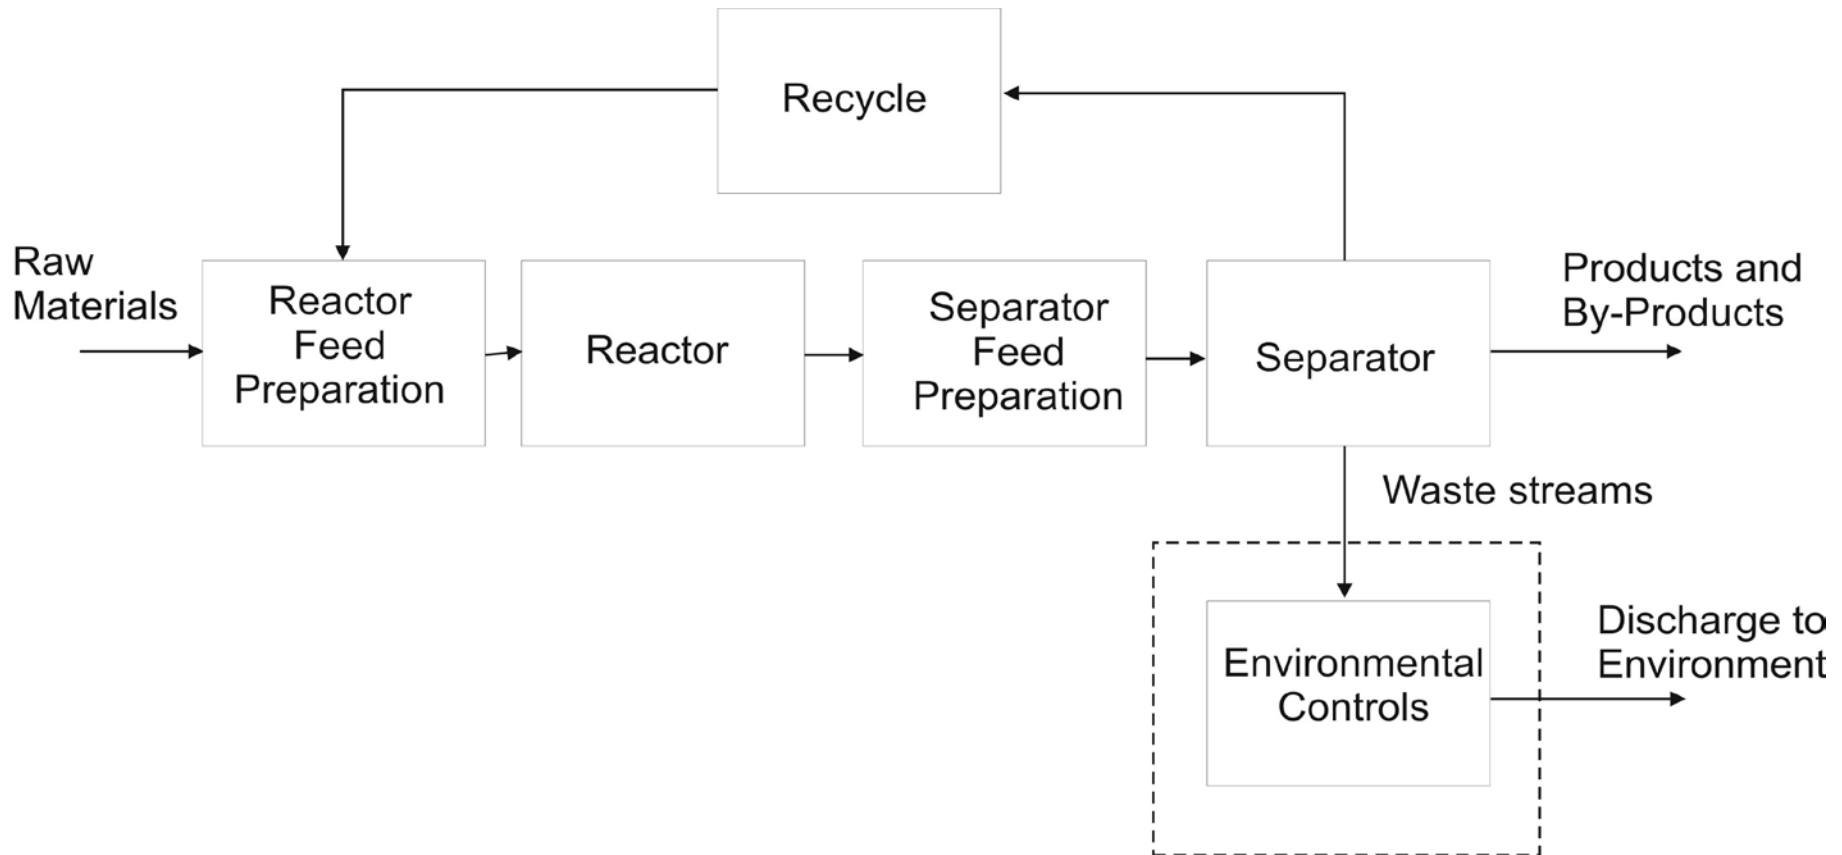 Recycle
Raw
Materials
Reactor
Feed
Preparation
Reactor
Separator
Feed
Preparation
Separator
Products and
By-Products
Waste streams
Environmental
Controls
Discharge to
Environment